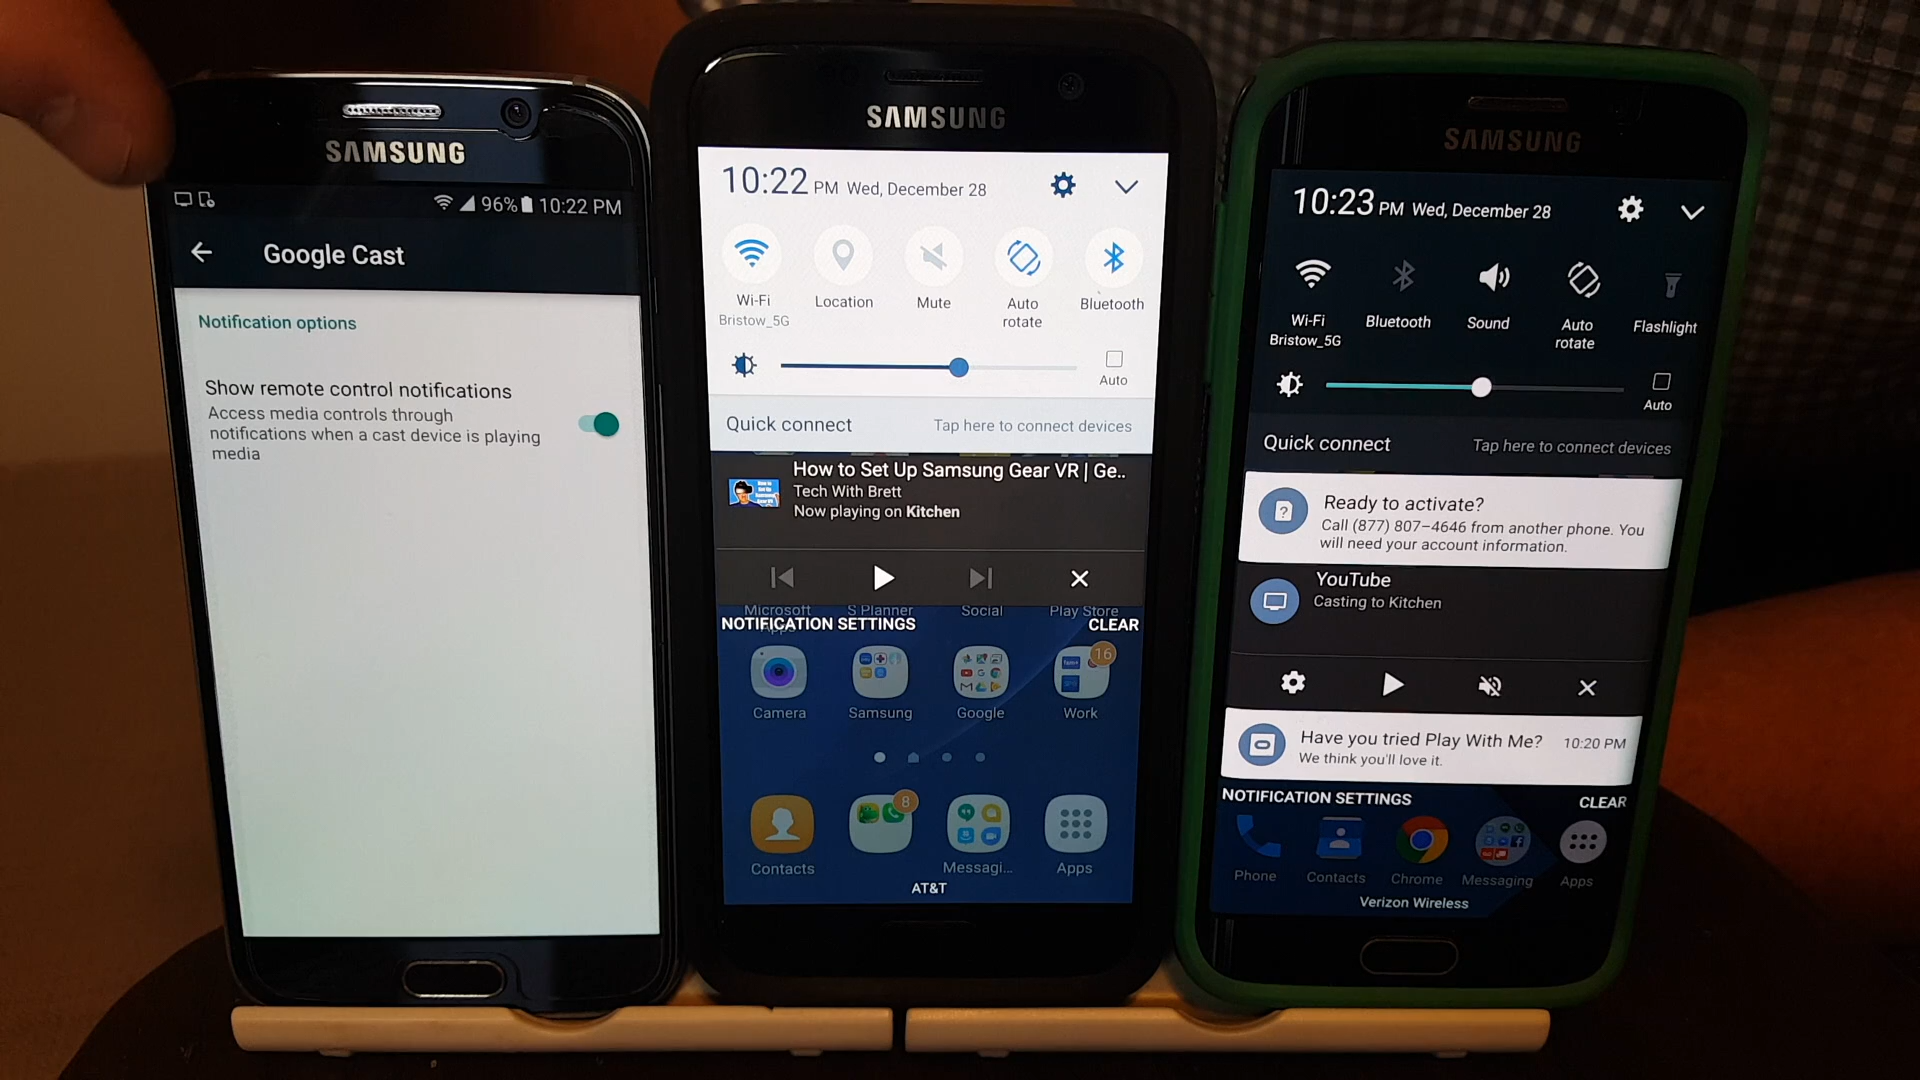 SAMSUNG
96% 10:22 PM
Google Cast
Notification options
Show remote control notifications
Access media controls through
notifications when a cast device is playing
media
SAMSUNG
10:22 PM Wed, December 28
Wi-Fi
Bristow_5G
Location
Mute
Auto
rotate
Bluetooth
Auto
Quick connect
Tap here to connect devices
How to Set Up Samsung Gear VR | Ge..
Tech With Brett
Now playing on Kitchen
Microsoft
Apps
S Planner
Social
Play Store
NOTIFICATION SETTINGS
CLEAR
16
Camera
Samsung
Google
Work
8
Contacts
Messagi...
Apps
AT&T
SAMSUNG
10:23 PM Wed, December 28
Wi-Fi
Bristow_5G
Bluetooth
Sound
Auto
rotate
Flashlight
Auto
Quick connect
Tap here to connect devices
Ready to activate?
Call (877) 807-4646 from another phone. You
will need your account information.
YouTube
Casting to Kitchen
Have you tried Play With Me? 10:20 PM
We think you'll love it.
NOTIFICATION SETTINGS
CLEAR
Phone
Contacts
Chrome
Messaging
Apps
Verizon Wireless